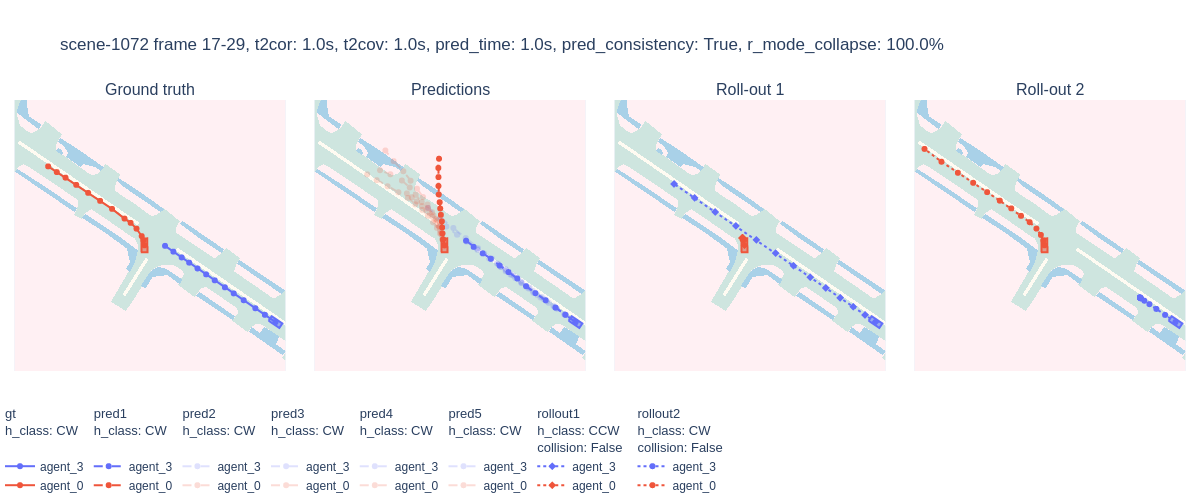 scene-1072 frame 17-29, t2cor: 1.0s, t2cov: 1.0s, pred_time: 1.0s, pred_consistency: True, r_mode_collapse: 100.0%
Ground truth
Predictions
Roll-out 1
Roll-out 2
gt
h_class: CW
agent_3
agent_0
pred1
h_class: CW
agent_3
agent_0
pred2
h_class: CW
agent_3
agent_0
pred3
h_class: CW
agent_3
agent_0
pred4
h_class: CW
agent_3
agent_0
pred5
h_class: CW
agent_3
agent_0
rollout1
h_class: CCW
collision: False
agent_3
agent_0
rollout2
h_class: CW
collision: False
agent_3
agent_0